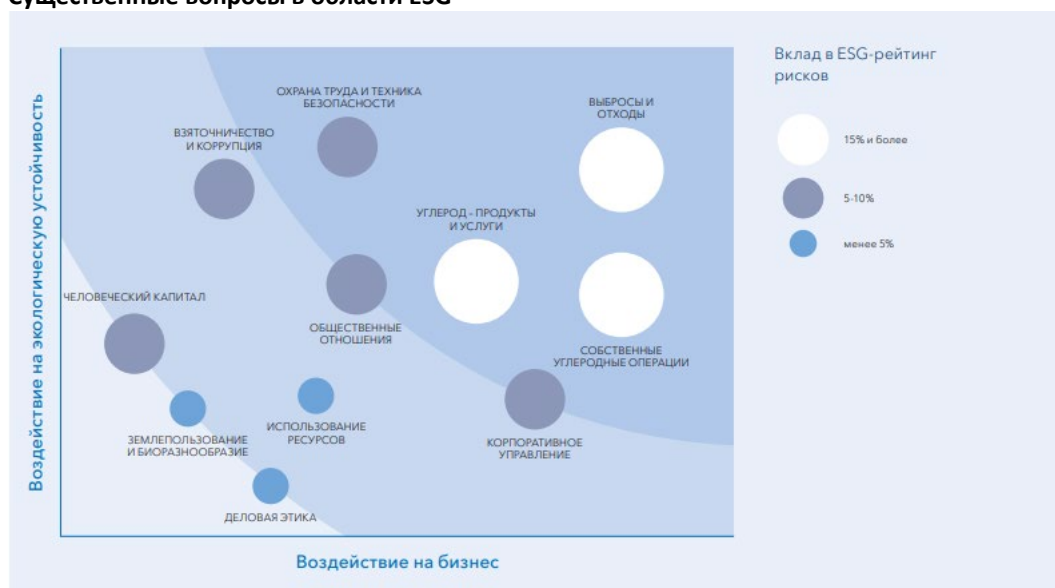 Существенные вопросы в области ESG
Воздействие на экологическую устойчивость
ОХРАНА ТРУДА И ТЕХНИКА
БЕЗОПАСНОСТИ
ВЫБРОСЫ И
ОТХОДЫ
ВЗЯТОЧНИЧЕСТВО
И КОРРУПЦИЯ
УГЛЕРОД - ПРОДУКТЫ
И УСЛУГИ
ЧЕЛОВЕЧЕСКИЙ КАПИТАЛ
ОБЩЕСТВЕННЫЕ
ОТНОШЕНИЯ
СОБСТВЕННЫЕ
УГЛЕРОДНЫЕ ОПЕРАЦИИ
ИСПОЛЬЗОВАНИЕ
РЕСУРСОВ
ЗЕМЛЕПОЛЬЗОВАНИЕ
И БИОРАЗНООБРАЗИЕ
КОРПОРАТИВНОЕ
УПРАВЛЕНИЕ
ДЕЛОВАЯ ЭТИКА
Воздействие на бизнес
Вклад в ESG-рейтинг
рисков
15% и более
5-10%
менее 5%